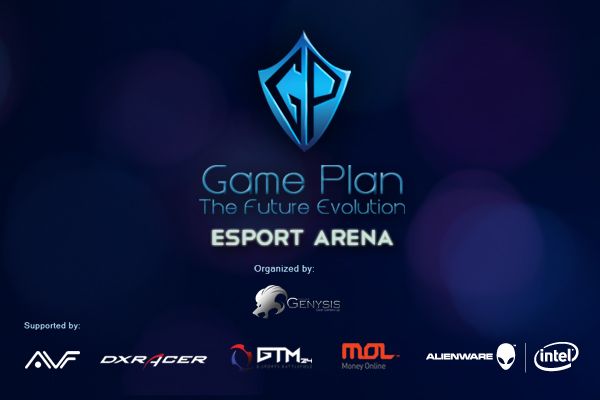 GP
Game Plan
The Future Evolution
ESPORT ARENA
Organized by:
GENYSIS
Supported by:
AVF
DXRACER
GTM24
MOL
Money Online
ALIENWARE
intel